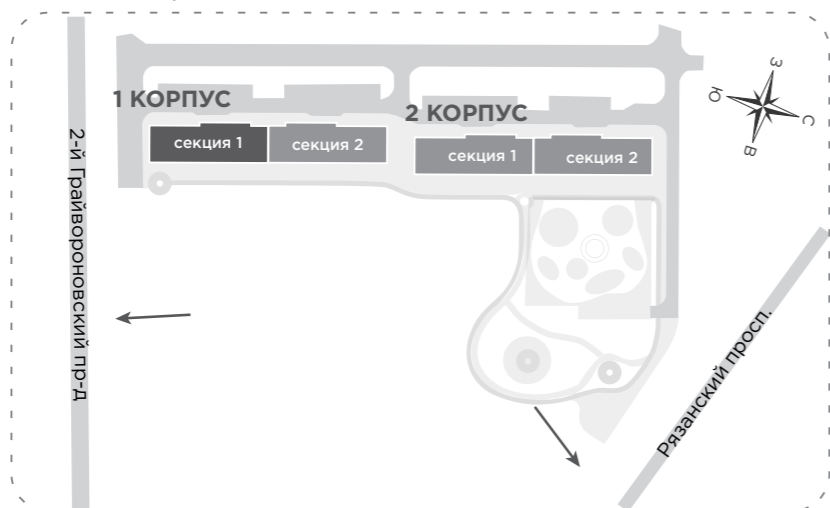 1 КОРПУС
2 КОРПУС
секция 1
секция 2
секция 1
секция 2
З
С
В
Ю
2-й Грайвороновский пр-д
Рязанский просп.